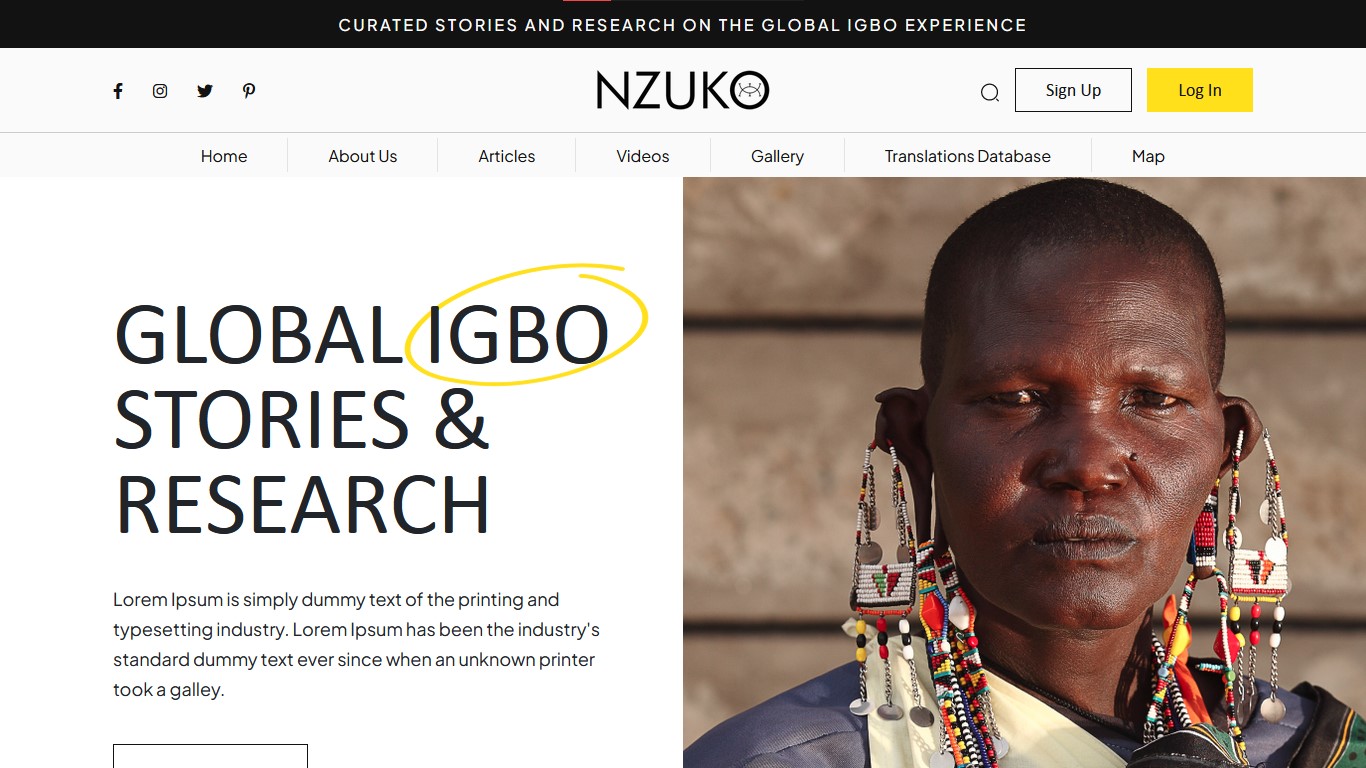 CURATED STORIES AND RESEARCH ON THE GLOBAL IGBO EXPERIENCE
NZUKO
Sign Up
Log In
Home
About Us
Articles
Videos
Gallery
Translations Database
Map
GLOBAL IGBO
STORIES &
RESEARCH
Lorem Ipsum is simply dummy text of the printing and
typesetting industry. Lorem Ipsum has been the industry's
standard dummy text ever since when an unknown printer
took a galley.